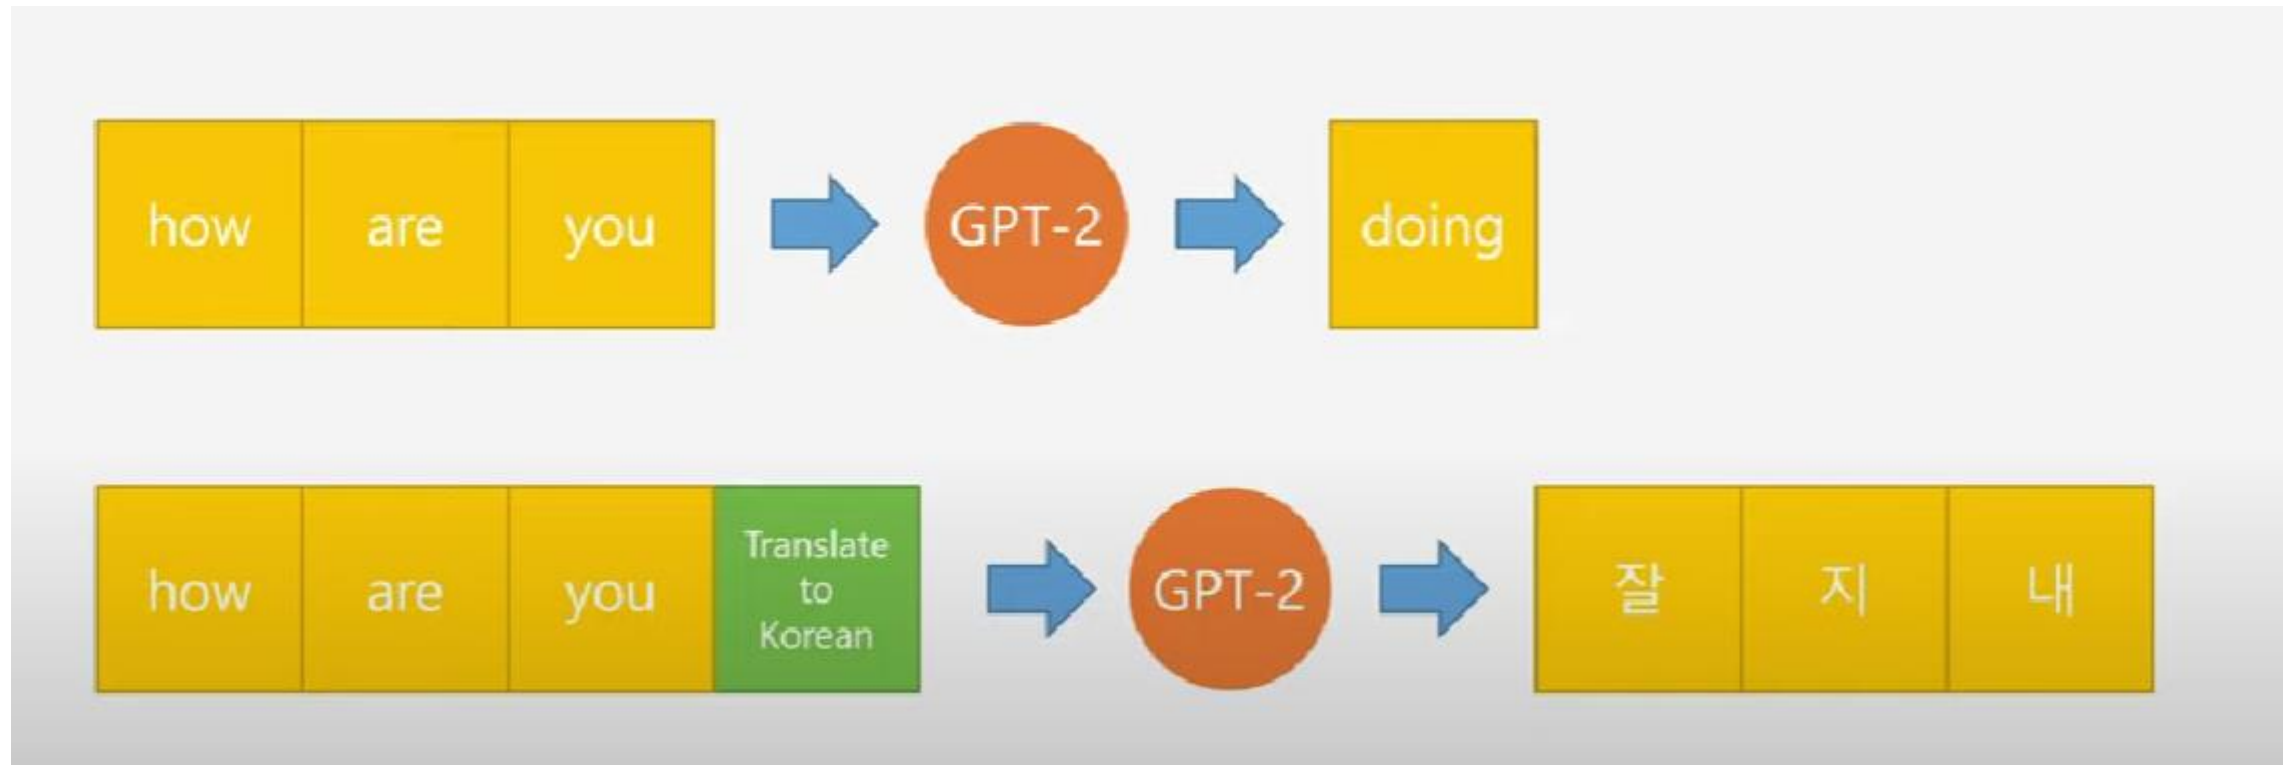 how are you GPT-2 doing
how are you Translate to Korean GPT-2 잘 지 내